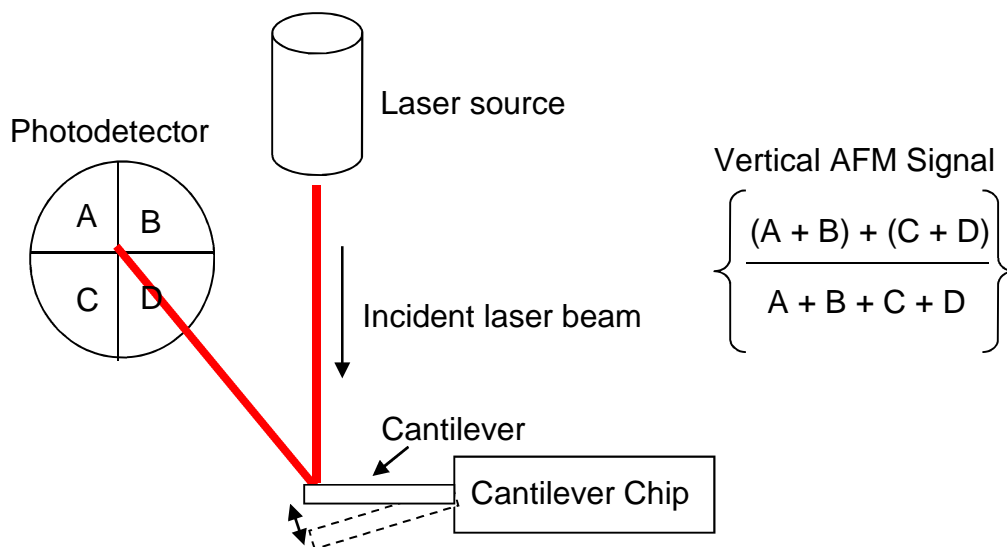 Laser source
Photodetector
A
B
C
D
Vertical AFM Signal
(A + B) + (C + D)
A + B + C + D
Incident laser beam
Cantilever
Cantilever Chip